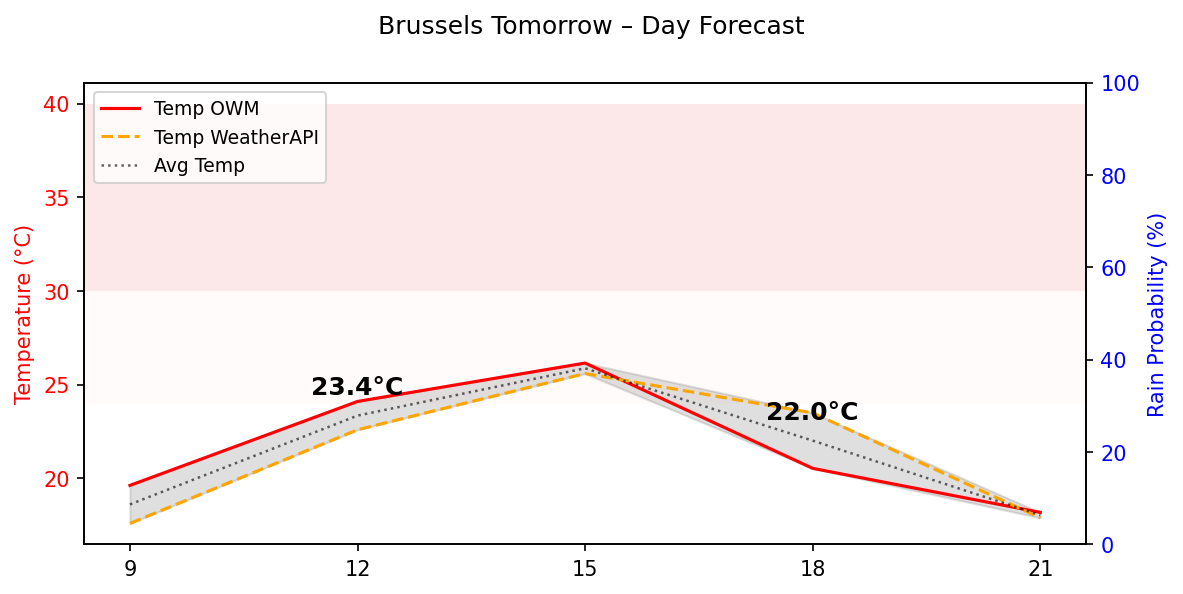 Brussels Tomorrow – Day Forecast
Temp OWM
Temp WeatherAPI
Avg Temp
Temperature (°C)
40
35
30
25
20
23.4°C
22.0°C
100
80
60
40
20
0
Rain Probability (%)
9
12
15
18
21